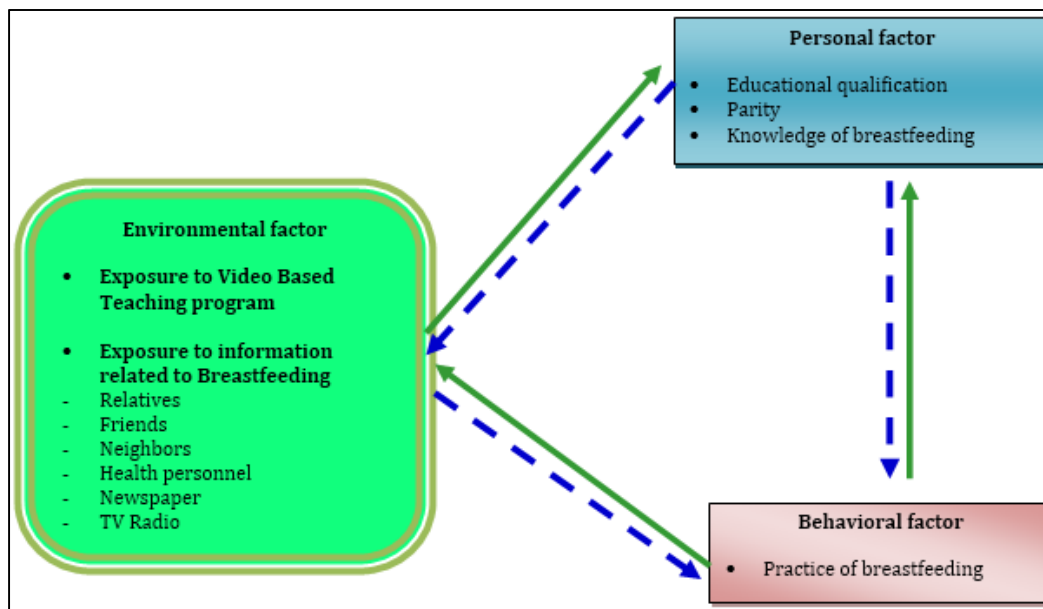 Personal factor
• Educational qualification
• Parity
• Knowledge of breastfeeding
Environmental factor
• Exposure to Video Based
Teaching program
• Exposure to information
related to Breastfeeding
- Relatives
- Friends
- Neighbors
- Health personnel
- Newspaper
- TV Radio
Behavioral factor
• Practice of breastfeeding